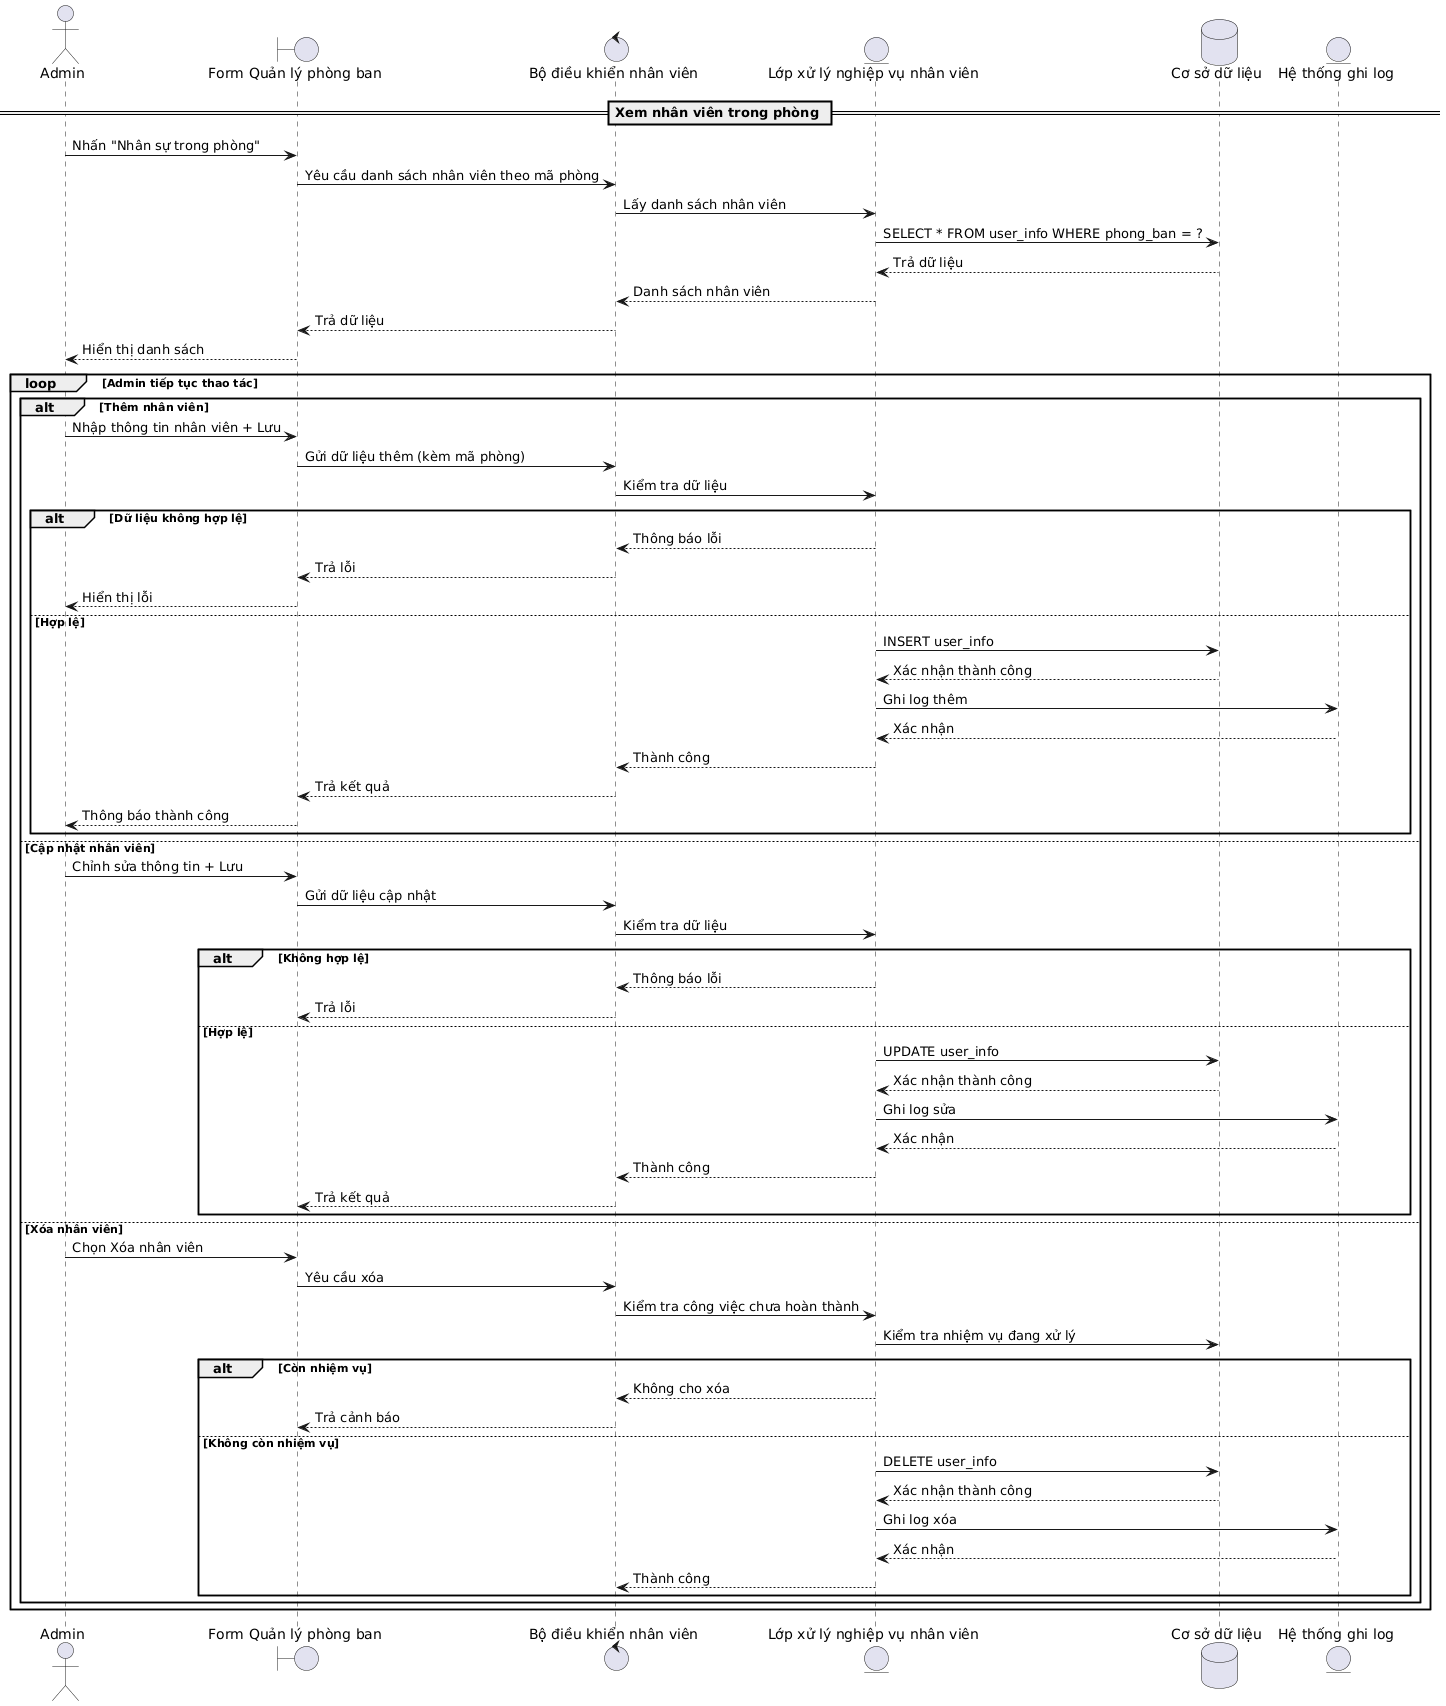 Admin
Form Quản lý phòng ban
Bộ điều khiển nhân viên
Lớp xử lý nghiệp vụ nhân viên
Cơ sở dữ liệu
Hệ thống ghi log
Xem nhân viên trong phòng
Nhấn "Nhân sự trong phòng"
Yêu cầu danh sách nhân viên theo mã phòng
Lấy danh sách nhân viên
SELECT * FROM user_info WHERE phong_ban = ?
Trả dữ liệu
Danh sách nhân viên
Trả dữ liệu
Hiển thị danh sách
loop [Admin tiếp tục thao tác]
alt [Thêm nhân viên]
Nhập thông tin nhân viên + Lưu
Gửi dữ liệu thêm (kèm mã phòng)
Kiểm tra dữ liệu
alt [Dữ liệu không hợp lệ]
Thông báo lỗi
Trả lỗi
Hiển thị lỗi
[Hợp lệ]
INSERT user_info
Xác nhận thành công
Ghi log thêm
Xác nhận
Thành công
Trả kết quả
Thông báo thành công
[Cập nhật nhân viên]
Chỉnh sửa thông tin + Lưu
Gửi dữ liệu cập nhật
Kiểm tra dữ liệu
alt [Không hợp lệ]
Thông báo lỗi
Trả lỗi
[Hợp lệ]
UPDATE user_info
Xác nhận thành công
Ghi log sửa
Xác nhận
Thành công
Trả kết quả
[Xóa nhân viên]
Chọn Xóa nhân viên
Yêu cầu xóa
Kiểm tra công việc chưa hoàn thành
Kiểm tra nhiệm vụ đang xử lý
alt [Còn nhiệm vụ]
Không cho xóa
Trả cảnh báo
[Không còn nhiệm vụ]
DELETE user_info
Xác nhận thành công
Ghi log xóa
Xác nhận
Thành công
Admin
Form Quản lý phòng ban
Bộ điều khiển nhân viên
Lớp xử lý nghiệp vụ nhân viên
Cơ sở dữ liệu
Hệ thống ghi log